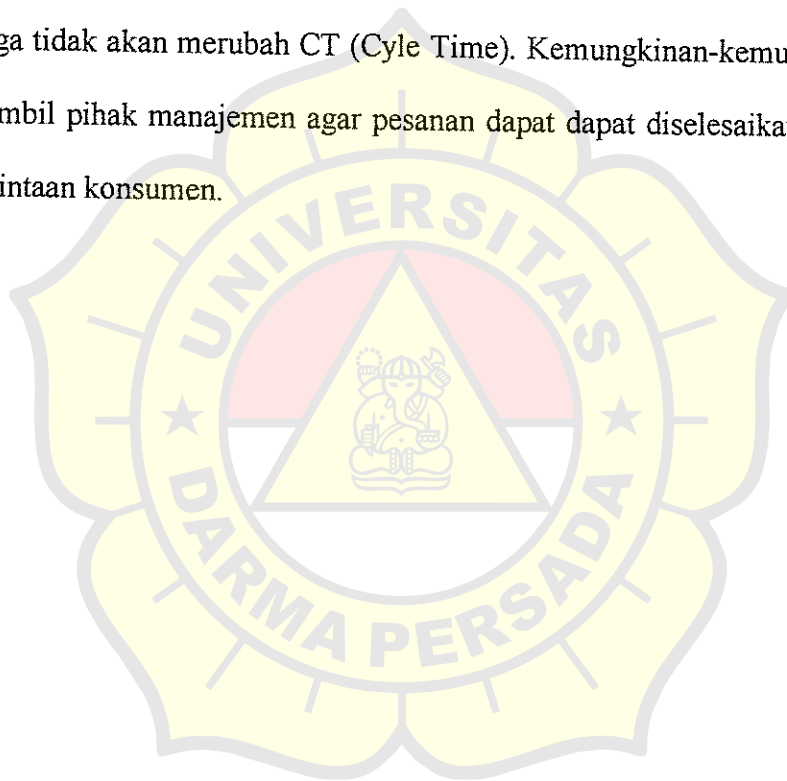 ga tidak akan merubah CT (Cyle Time). Kemungkinan-kemu
mbil pihak manajemen agar pesanan dapat dapat diselesaika
intaan konsumen.
UNIVERSITAS
DARMA PERSADA